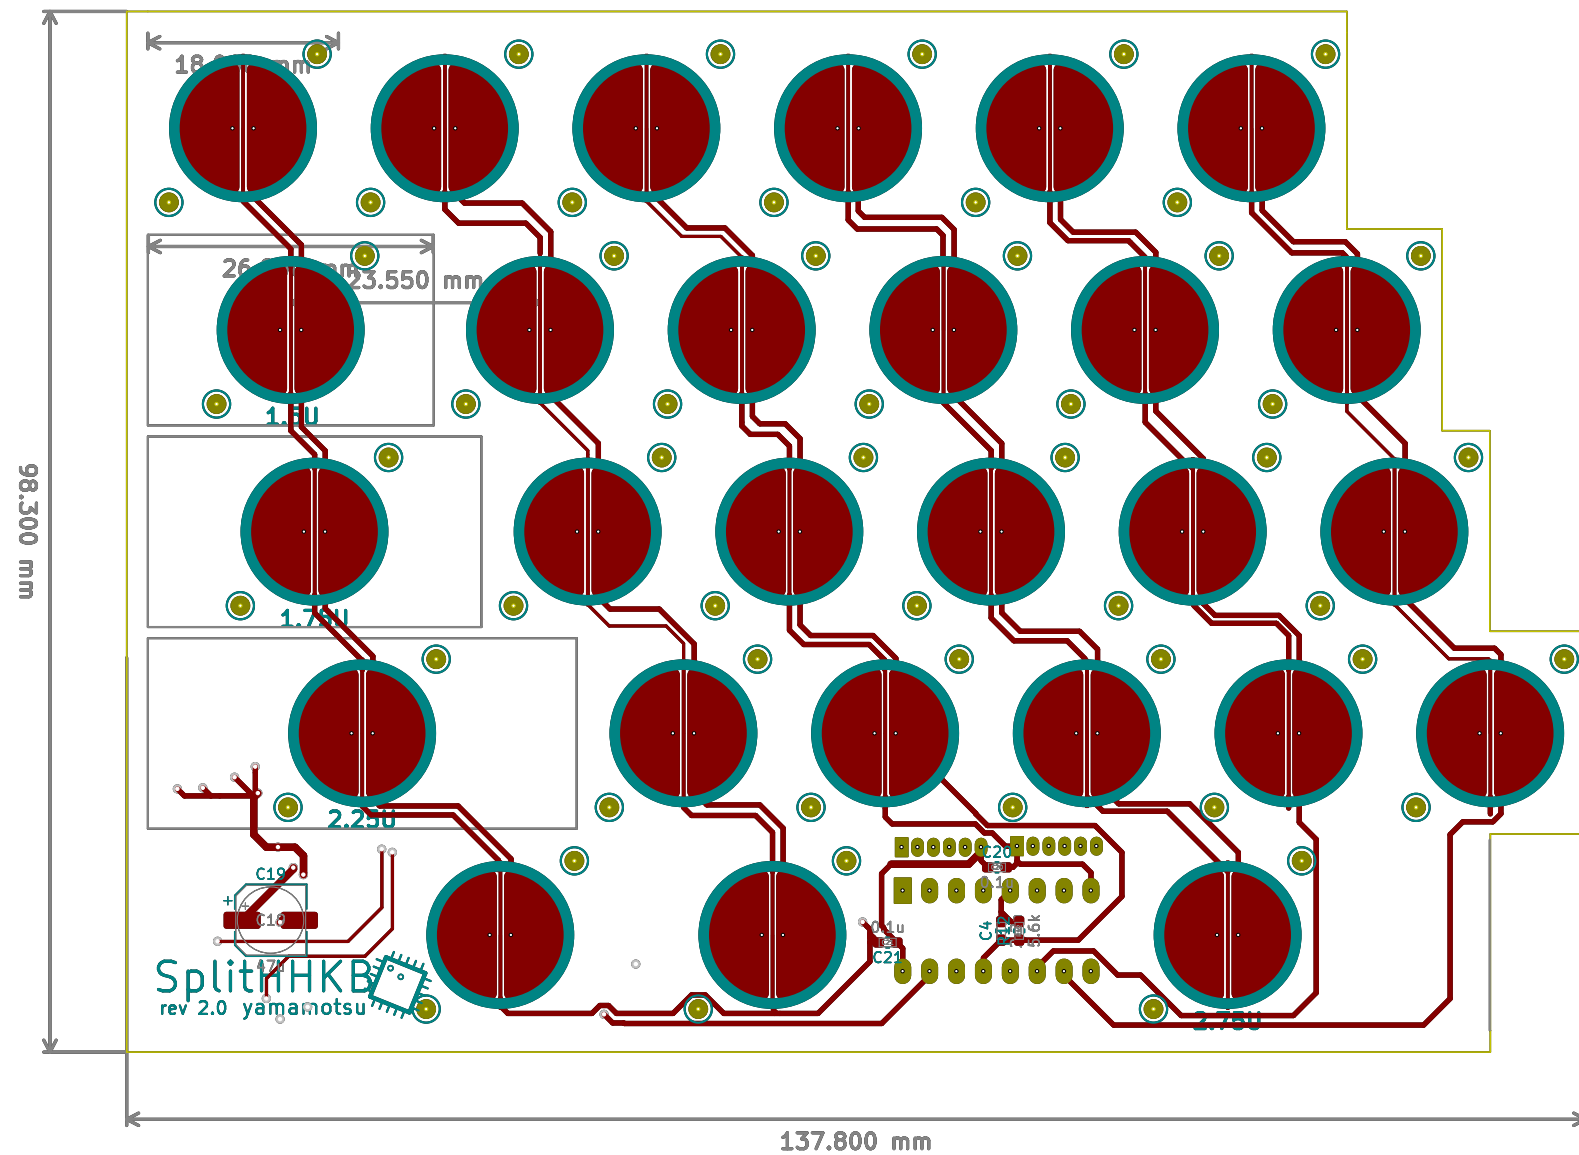 mm
23.550 mm
1.5U
98.300 mm
1.75U
2.25U
C19
C20
+
+
C18
0.1u
C4
5.6k
C21
SplitHHKB
rev 2.0 yamamotsu
2.75U
137.800 mm